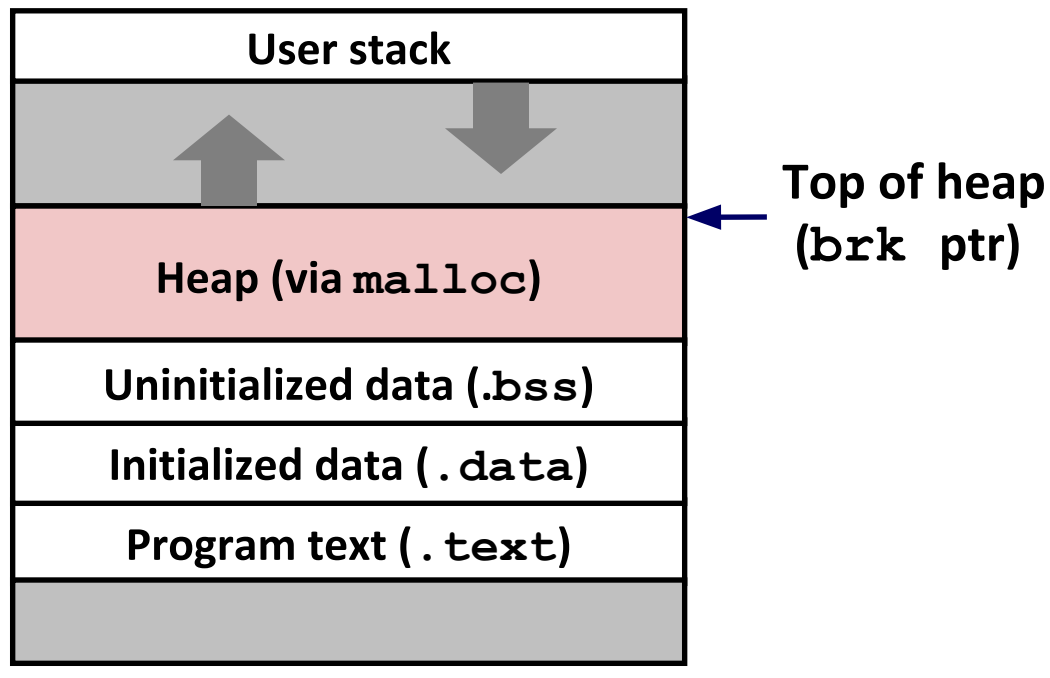 User stack
Top of heap
(brk ptr)
Heap (via malloc)
Uninitialized data (.bss)
Initialized data (.data)
Program text (.text)